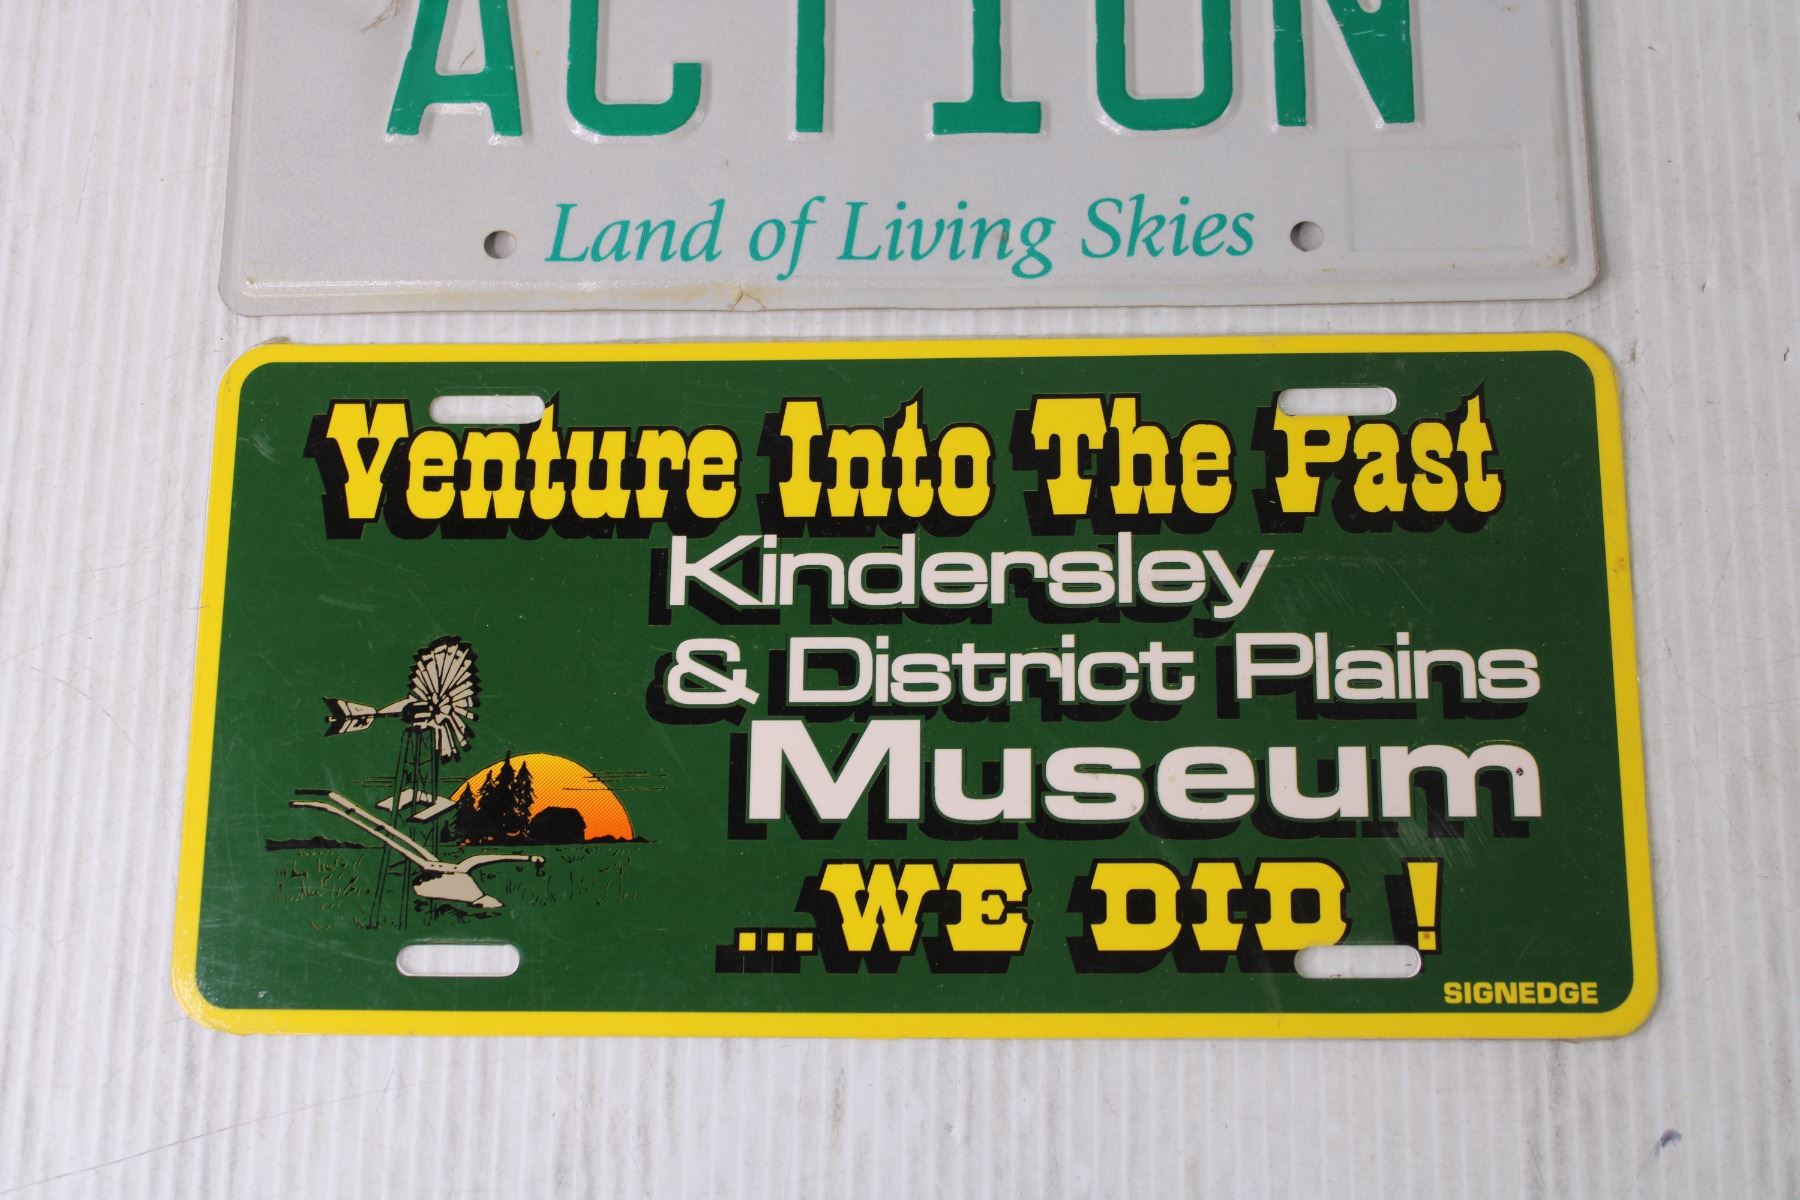 ACTION
Land of Living Skies
Venture Into The Past
Kindersley
& District Plains
Museum
...WE DID !
SIGNEDGE